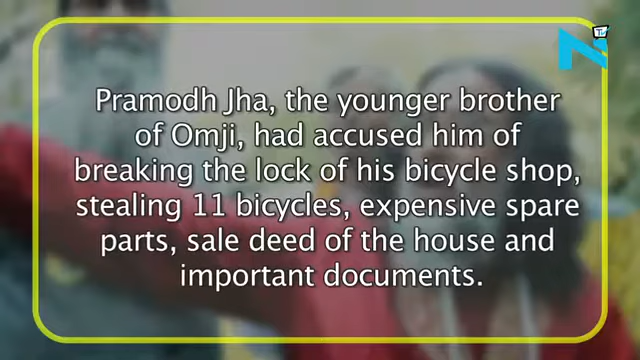 Pramodh Jha, the younger brother
of Omji, had accused him of
breaking the lock of his bicycle shop,
stealing 11 bicycles, expensive spare
parts, sale deed of the house and
important documents.